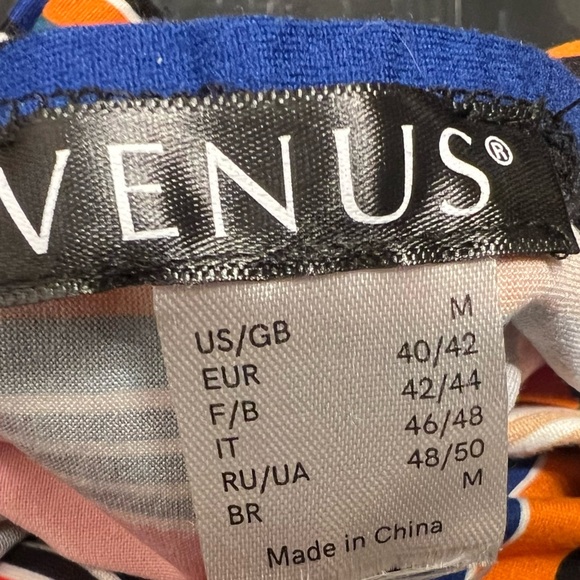 VENUS®
US/GB M
EUR 40/42
F/B 42/44
IT 46/48
RU/UA 48/50
BR M
Made in China